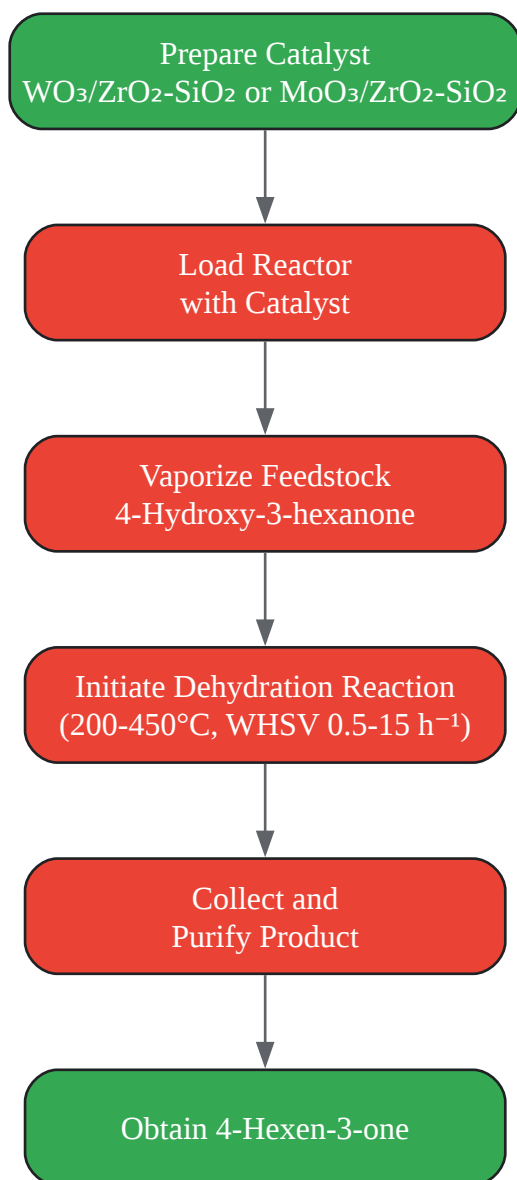 Prepare Catalyst
WO₃/ZrO₂-SiO₂ or MoO₃/ZrO₂-SiO₂
Load Reactor
with Catalyst
Vaporize Feedstock
4-Hydroxy-3-hexanone
Initiate Dehydration Reaction
(200-450°C, WHSV 0.5-15 h⁻¹)
Collect and
Purify Product
Obtain 4-Hexen-3-one